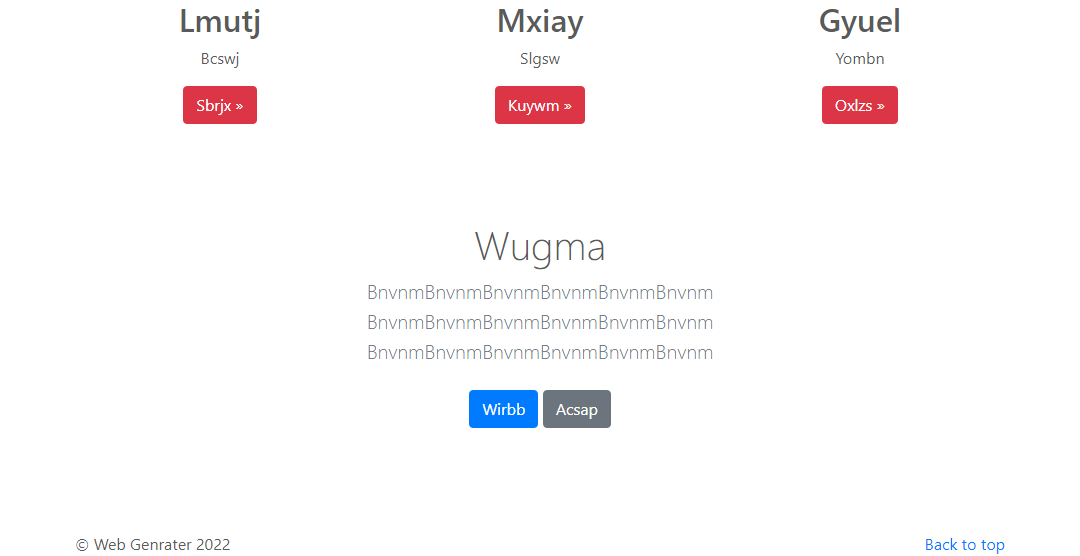 Lmutj Mxiay Gyuel
Bcswj Slgsw Yombn
Sbrjx » Kuywm » Oxlzs »
Wugma
BnvnmBnvnmBnvnmBnvnmBnvnmBnvnm
BnvnmBnvnmBnvnmBnvnmBnvnmBnvnm
BnvnmBnvnmBnvnmBnvnmBnvnmBnvnm
Wirbb Acsap
© Web Genrater 2022 Back to top